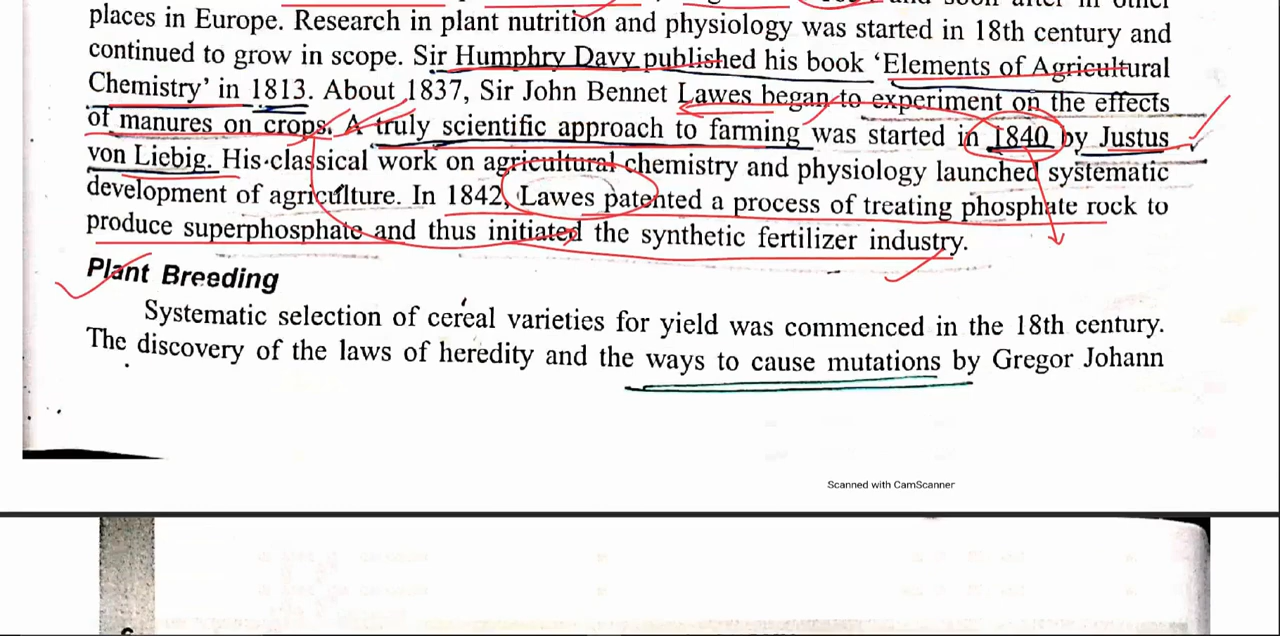 places in Europe. Research in plant nutrition and physiology was started in 18th century and
continued to grow in scope. Sir Humphry Davy published his book ‘Elements of Agricultural
Chemistry’ in 1813. About 1837, Sir John Bennet Lawes began to experiment on the effects
of manures on crops. A truly scientific approach to farming was started in 1840 by Justus
von Liebig. His classical work on agricultural chemistry and physiology launched systematic
development of agriculture. In 1842, Lawes patented a process of treating phosphate rock to
produce superphosphate and thus initiated the synthetic fertilizer industry.
Plant Breeding
Systematic selection of cereal varieties for yield was commenced in the 18th century.
The discovery of the laws of heredity and the ways to cause mutations by Gregor Johann
Scanned with CamScanner